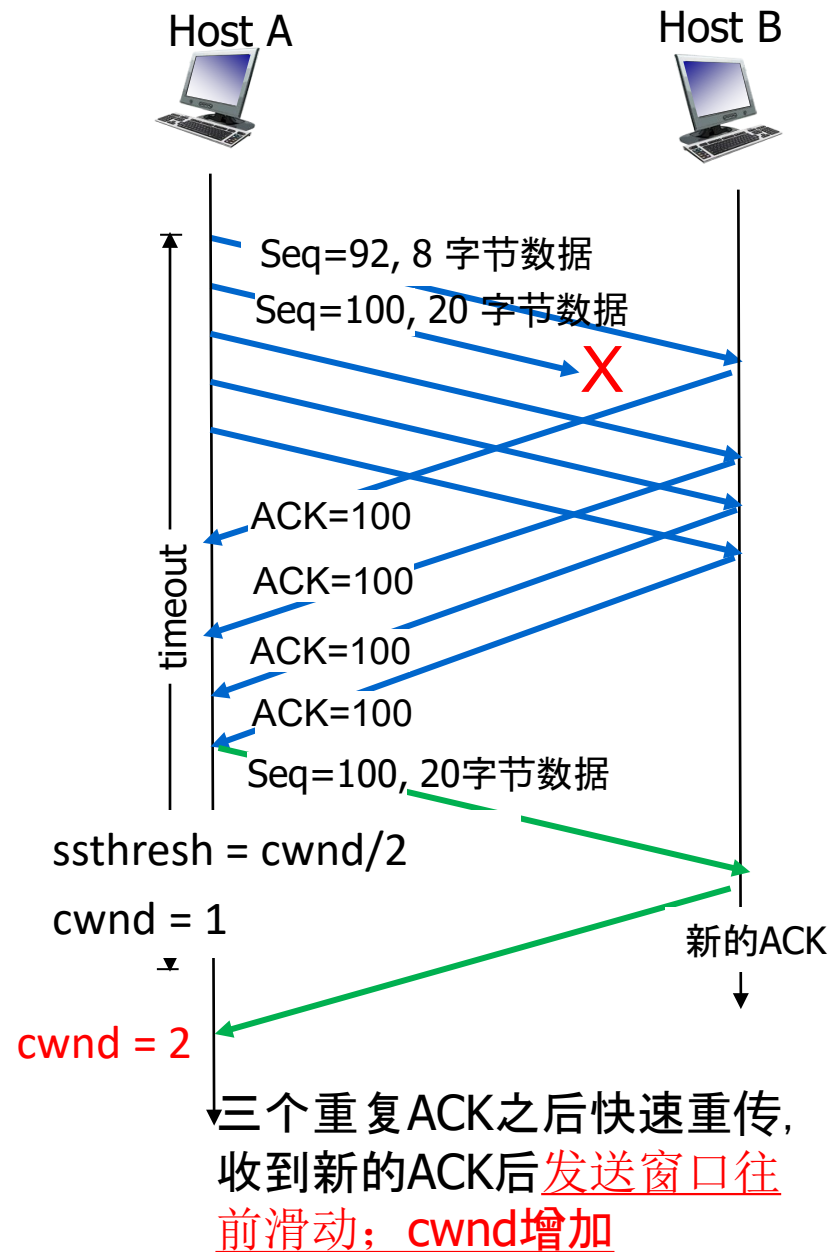 Host A
Host B
Seq=92, 8 字节数据
Seq=100, 20 字节数据
X
ACK=100
ACK=100
timeout
ACK=100
ACK=100
Seq=100, 20字节数据
ssthresh = cwnd/2
cwnd = 1
新的ACK
cwnd = 2
三个重复ACK之后快速重传,
收到新的ACK后发送窗口往
前滑动；cwnd增加